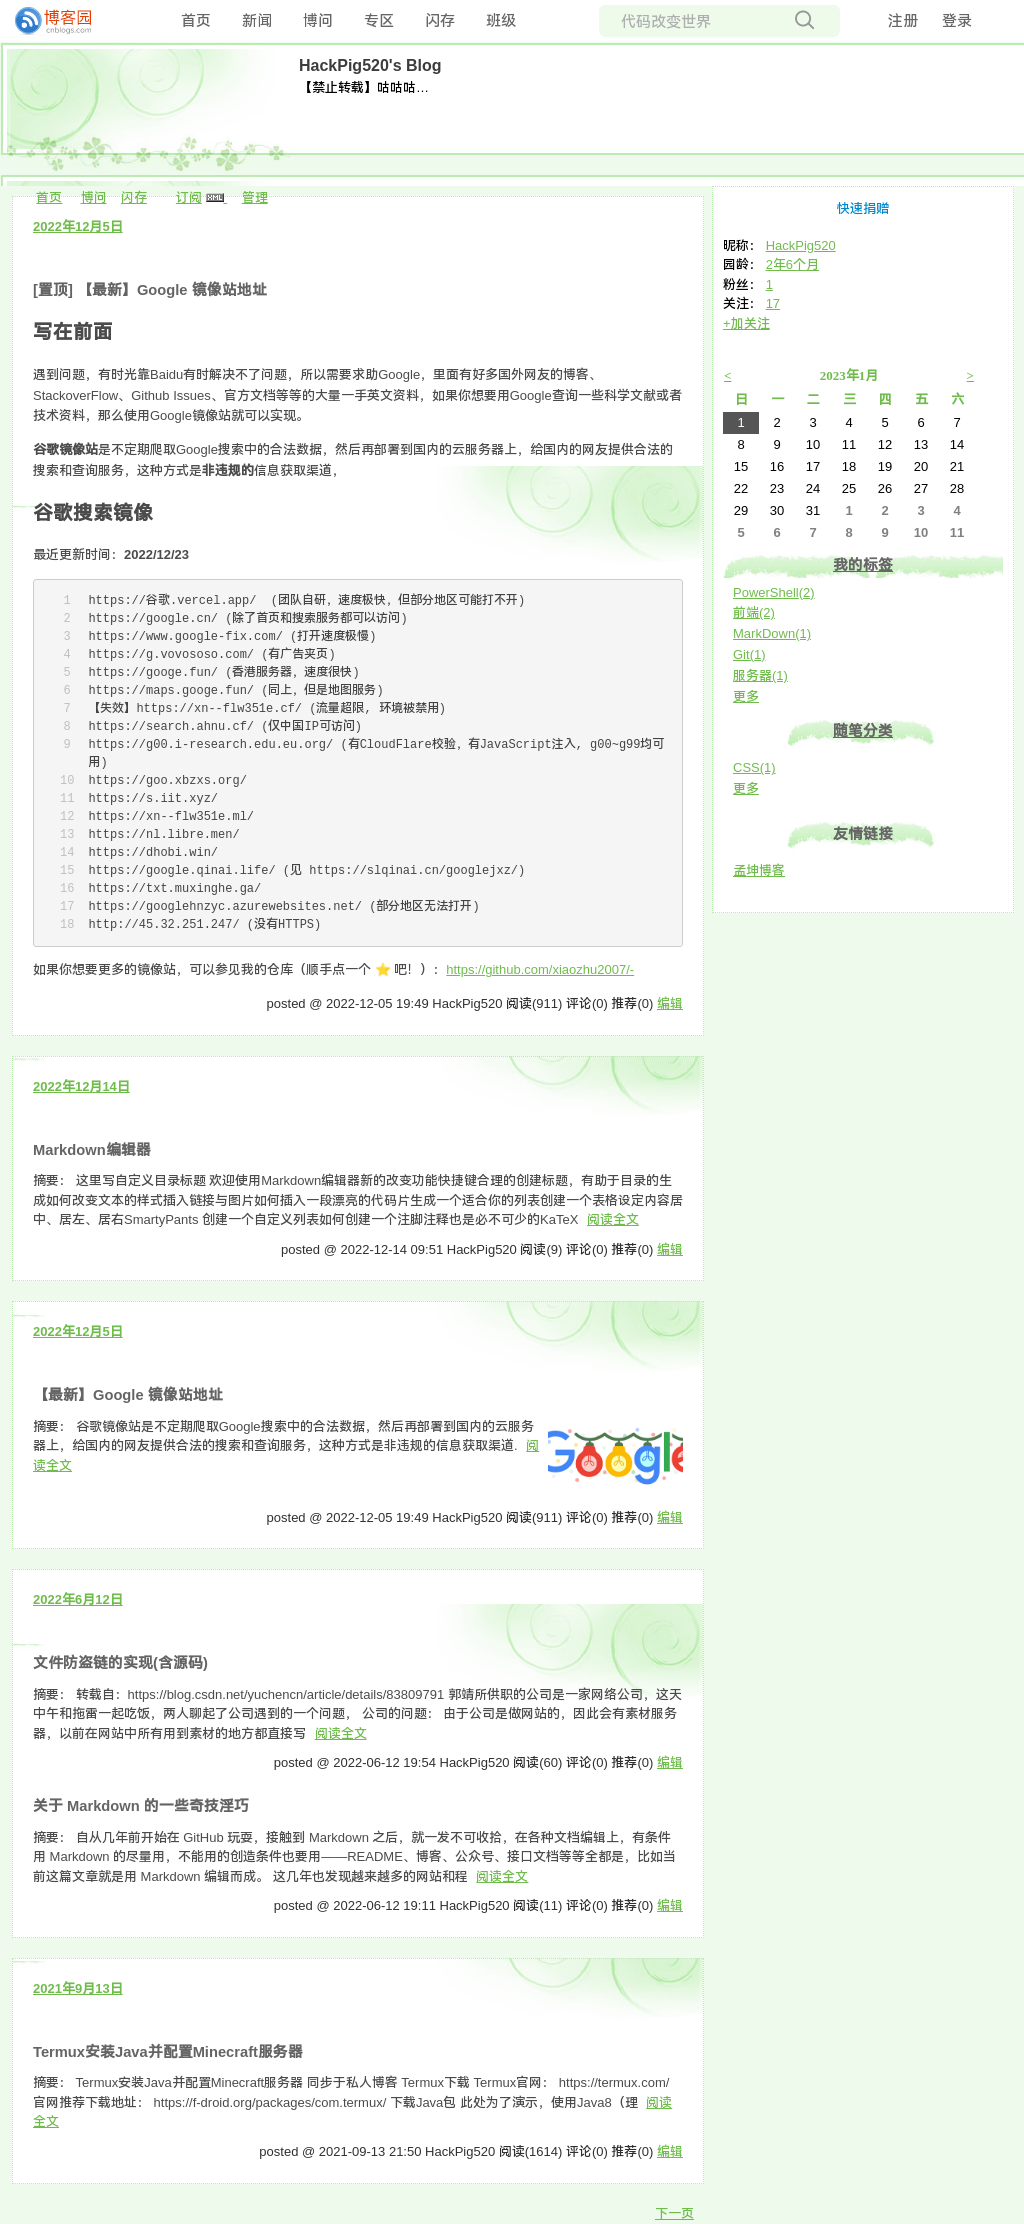 博客园
cnblogs.com
首页 新闻 博问 专区 闪存 班级
代码改变世界
注册 登录
HackPig520's Blog
【禁止转载】咕咕咕…
首页 博问 闪存 订阅 XML 管理
2022年12月5日
[置顶] 【最新】Google 镜像站地址
写在前面
遇到问题，有时光靠Baidu有时解决不了问题，所以需要求助Google，里面有好多国外网友的博客、
StackoverFlow、Github Issues、官方文档等等的大量一手英文资料，如果你想要用Google查询一些科学文献或者
技术资料，那么使用Google镜像站就可以实现。
谷歌镜像站是不定期爬取Google搜索中的合法数据，然后再部署到国内的云服务器上，给国内的网友提供合法的
搜索和查询服务，这种方式是非违规的信息获取渠道，
谷歌搜索镜像
最近更新时间：2022/12/23
1 https://谷歌.vercel.app/ (团队自研，速度极快，但部分地区可能打不开)
2 https://google.cn/ (除了首页和搜索服务都可以访问)
3 https://www.google-fix.com/ (打开速度极慢)
4 https://g.vovososo.com/ (有广告夹页)
5 https://googe.fun/ (香港服务器，速度很快)
6 https://maps.googe.fun/ (同上，但是地图服务)
7 【失效】https://xn--flw351e.cf/ (流量超限, 环境被禁用)
8 https://search.ahnu.cf/ (仅中国IP可访问)
9 https://g00.i-research.edu.eu.org/ (有CloudFlare校验，有JavaScript注入, g00~g99均可
用)
10 https://goo.xbzxs.org/
11 https://s.iit.xyz/
12 https://xn--flw351e.ml/
13 https://nl.libre.men/
14 https://dhobi.win/
15 https://google.qinai.life/ (见 https://slqinai.cn/googlejxz/)
16 https://txt.muxinghe.ga/
17 https://googlehnzyc.azurewebsites.net/ (部分地区无法打开)
18 http://45.32.251.247/ (没有HTTPS)
如果你想要更多的镜像站，可以参见我的仓库（顺手点一个 ⭐ 吧！）：https://github.com/xiaozhu2007/-
posted @ 2022-12-05 19:49 HackPig520 阅读(911) 评论(0) 推荐(0) 编辑
2022年12月14日
Markdown编辑器
摘要： 这里写自定义目录标题 欢迎使用Markdown编辑器新的改变功能快捷键合理的创建标题，有助于目录的生
成如何改变文本的样式插入链接与图片如何插入一段漂亮的代码片生成一个适合你的列表创建一个表格设定内容居
中、居左、居右SmartyPants 创建一个自定义列表如何创建一个注脚注释也是必不可少的KaTeX 阅读全文
posted @ 2022-12-14 09:51 HackPig520 阅读(9) 评论(0) 推荐(0) 编辑
2022年12月5日
【最新】Google 镜像站地址
摘要： 谷歌镜像站是不定期爬取Google搜索中的合法数据，然后再部署到国内的云服务
器上，给国内的网友提供合法的搜索和查询服务，这种方式是非违规的信息获取渠道. 阅
读全文
Google
posted @ 2022-12-05 19:49 HackPig520 阅读(911) 评论(0) 推荐(0) 编辑
2022年6月12日
文件防盗链的实现(含源码)
摘要： 转载自：https://blog.csdn.net/yuchencn/article/details/83809791 郭靖所供职的公司是一家网络公司，这天
中午和拖雷一起吃饭，两人聊起了公司遇到的一个问题， 公司的问题： 由于公司是做网站的，因此会有素材服务
器，以前在网站中所有用到素材的地方都直接写 阅读全文
posted @ 2022-06-12 19:54 HackPig520 阅读(60) 评论(0) 推荐(0) 编辑
关于 Markdown 的一些奇技淫巧
摘要： 自从几年前开始在 GitHub 玩耍，接触到 Markdown 之后，就一发不可收拾，在各种文档编辑上，有条件
用 Markdown 的尽量用，不能用的创造条件也要用——README、博客、公众号、接口文档等等全都是，比如当
前这篇文章就是用 Markdown 编辑而成。 这几年也发现越来越多的网站和程 阅读全文
posted @ 2022-06-12 19:11 HackPig520 阅读(11) 评论(0) 推荐(0) 编辑
2021年9月13日
Termux安装Java并配置Minecraft服务器
摘要： Termux安装Java并配置Minecraft服务器 同步于私人博客 Termux下载 Termux官网： https://termux.com/
官网推荐下载地址： https://f-droid.org/packages/com.termux/ 下载Java包 此处为了演示，使用Java8（理 阅读
全文
posted @ 2021-09-13 21:50 HackPig520 阅读(1614) 评论(0) 推荐(0) 编辑
下一页
快速捐赠
昵称： HackPig520
园龄： 2年6个月
粉丝： 1
关注： 17
+加关注
< 2023年1月 >
日 一 二 三 四 五 六
1 2 3 4 5 6 7
8 9 10 11 12 13 14
15 16 17 18 19 20 21
22 23 24 25 26 27 28
29 30 31 1 2 3 4
5 6 7 8 9 10 11
我的标签
PowerShell(2)
前端(2)
MarkDown(1)
Git(1)
服务器(1)
更多
随笔分类
CSS(1)
更多
友情链接
孟坤博客